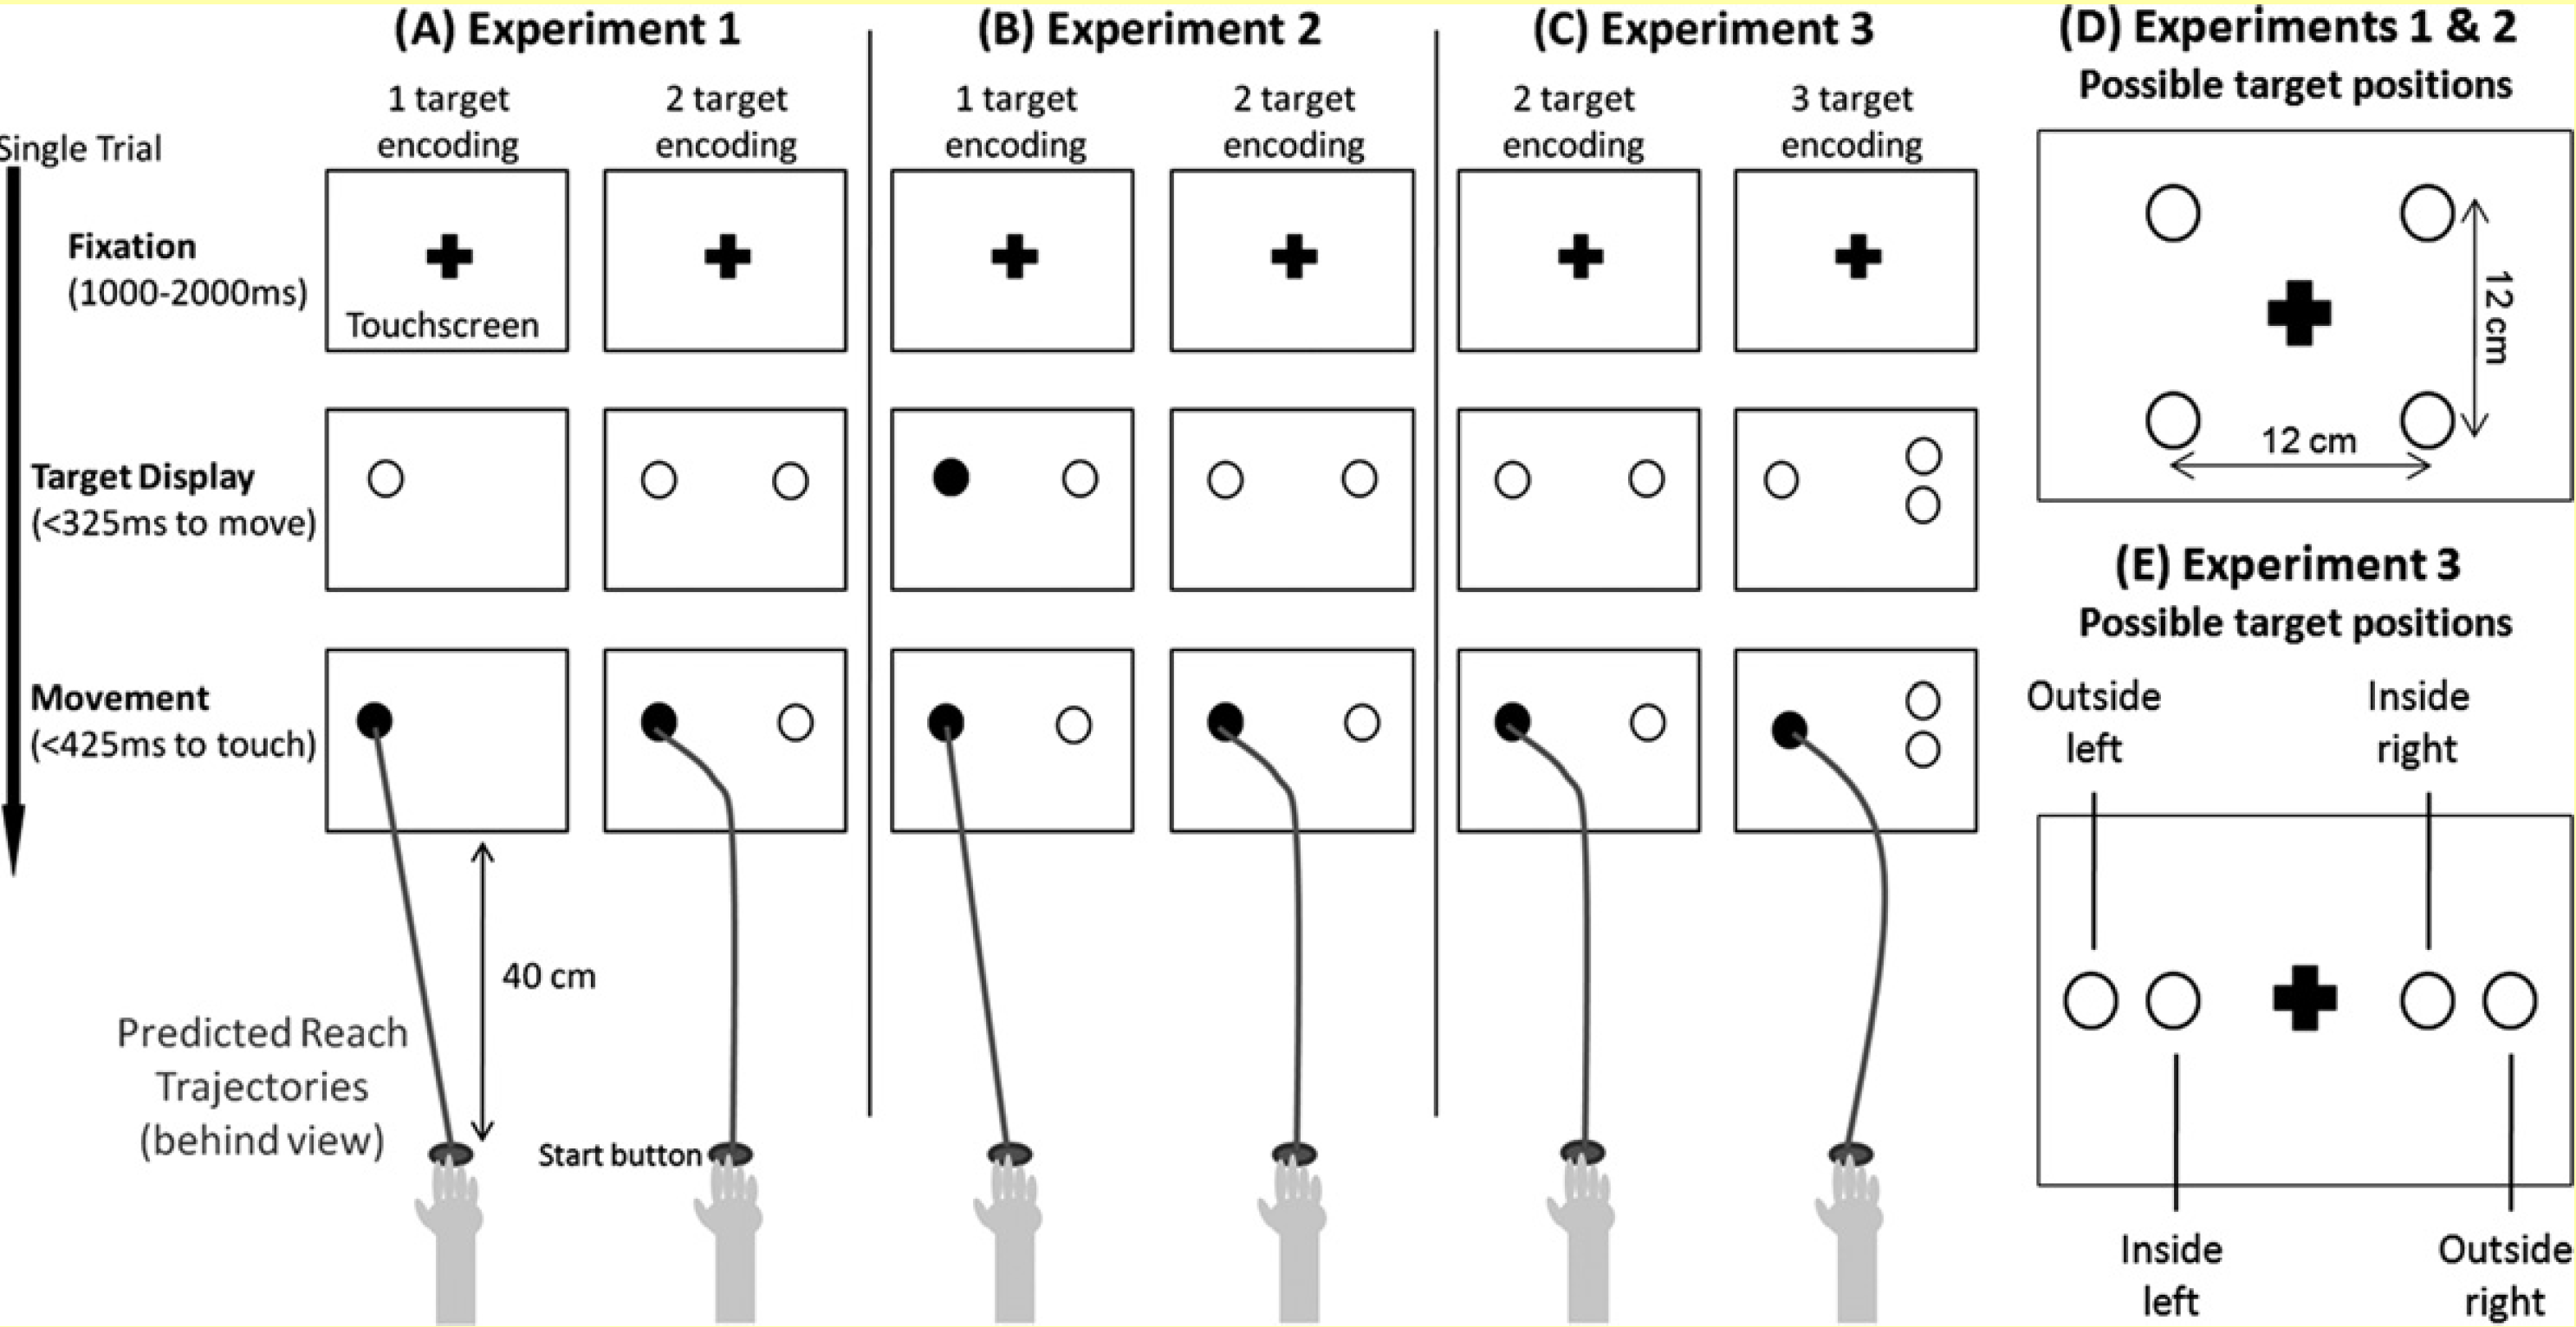 (A) Experiment 1
1 target
encoding
2 target
encoding
(B) Experiment 2
1 target
encoding
2 target
encoding
(C) Experiment 3
2 target
encoding
3 target
encoding
Single Trial
Fixation
(1000-2000ms)
Touchscreen
Target Display
(<325ms to move)
Movement
(<425ms to touch)
40 cm
Predicted Reach
Trajectories
(behind view)
Start button
(D) Experiments 1 & 2
Possible target positions
12 cm
12 cm
(E) Experiment 3
Possible target positions
Outside
left
Inside
right
Inside
left
Outside
right